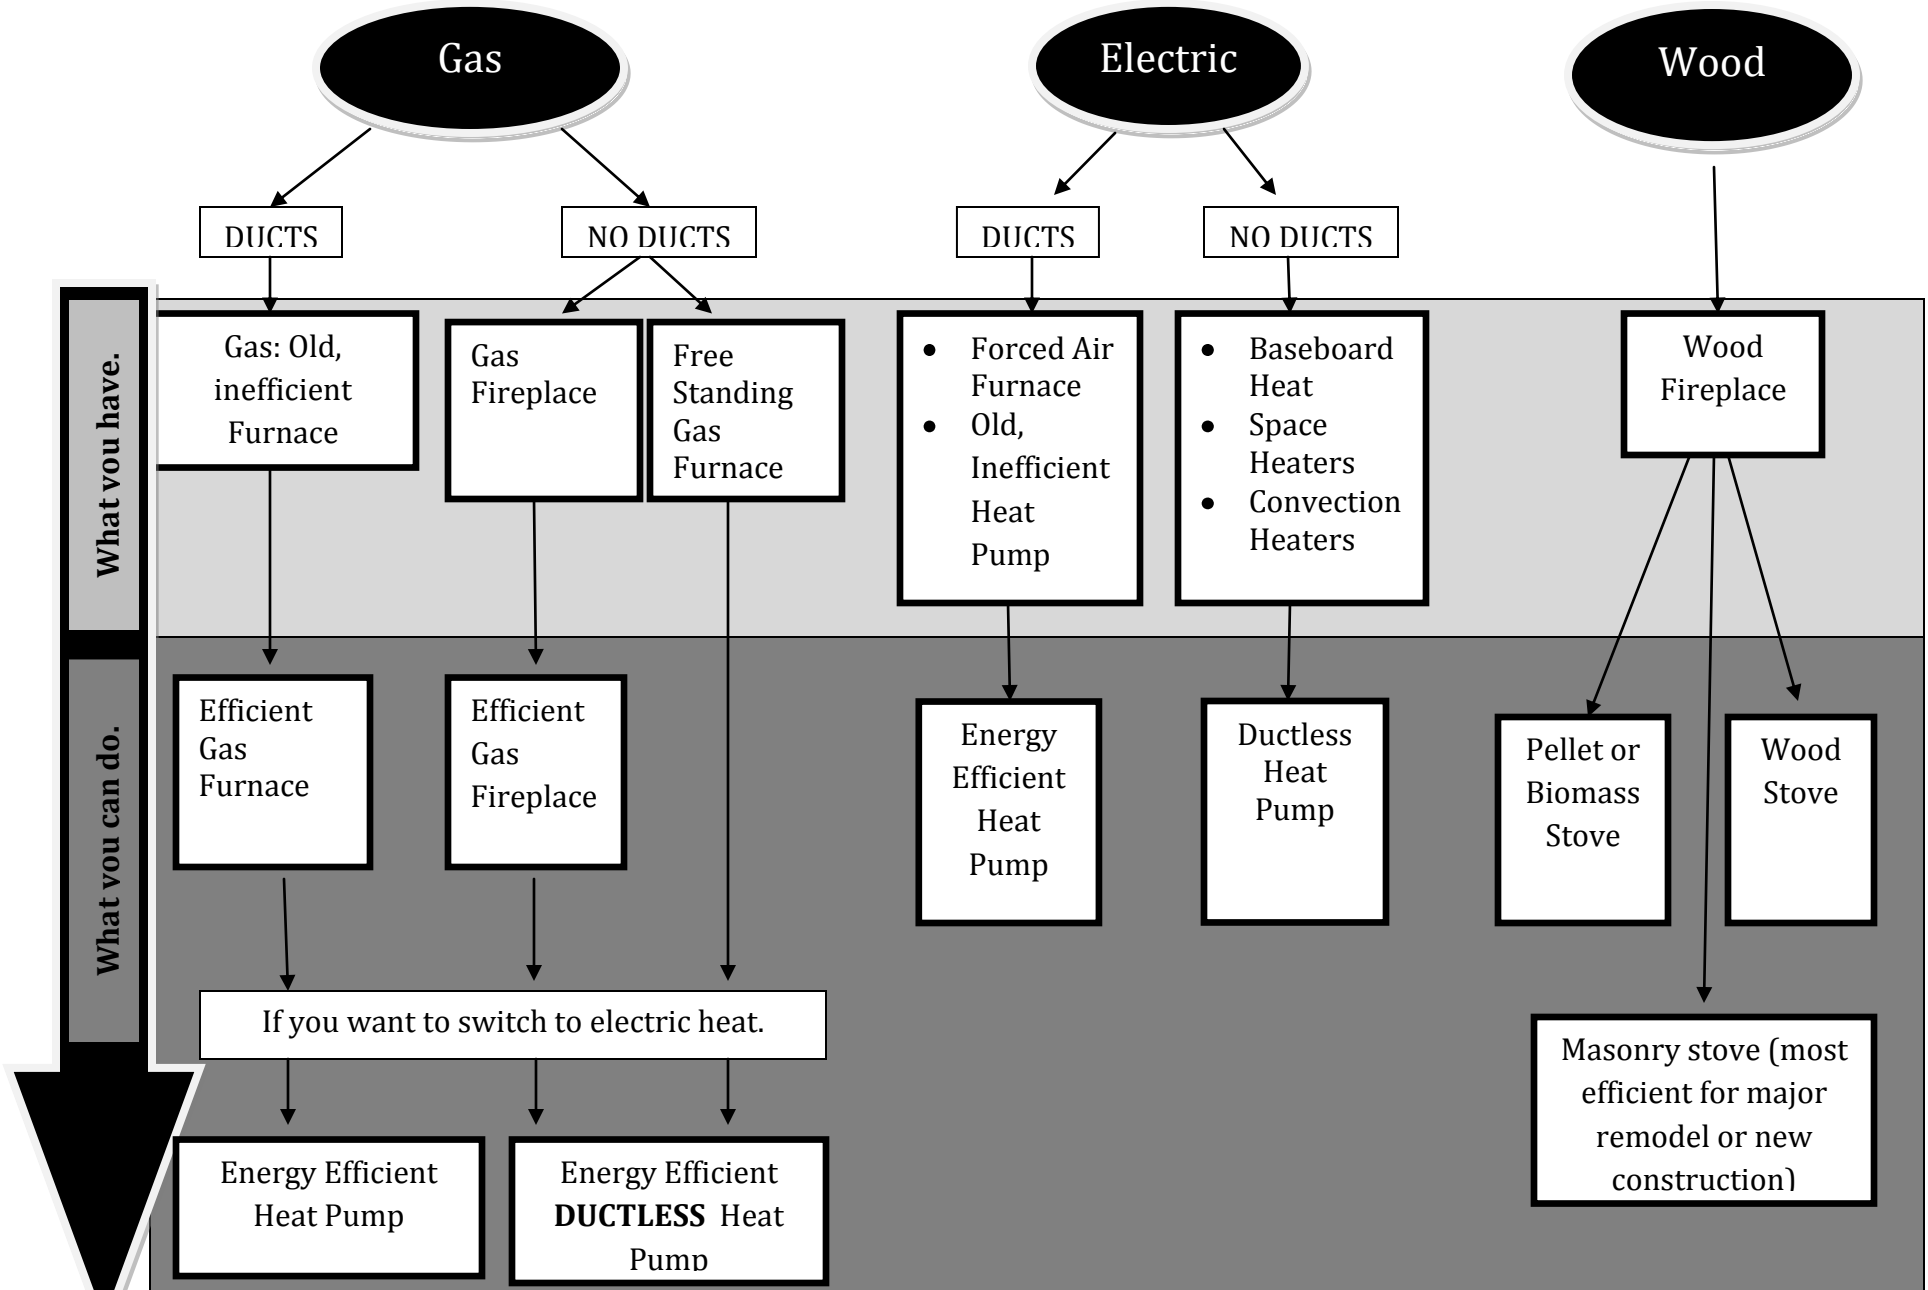 Gas
Electric
Wood
DUCTS
NO DUCTS
DUCTS
NO DUCTS
What you have.
Gas: Old,
inefficient
Furnace
Gas
Fireplace
Free
Standing
Gas
Furnace
• Forced Air
Furnace
• Old,
Inefficient
Heat
Pump
• Baseboard
Heat
• Space
Heaters
• Convection
Heaters
Wood
Fireplace
What you can do.
Efficient
Gas
Furnace
Efficient
Gas
Fireplace
Energy
Efficient
Heat
Pump
Ductless
Heat
Pump
Pellet or
Biomass
Stove
Wood
Stove
If you want to switch to electric heat.
Masonry stove (most
efficient for major
remodel or new
construction)
Energy Efficient
Heat Pump
Energy Efficient
DUCTLESS Heat
Pump